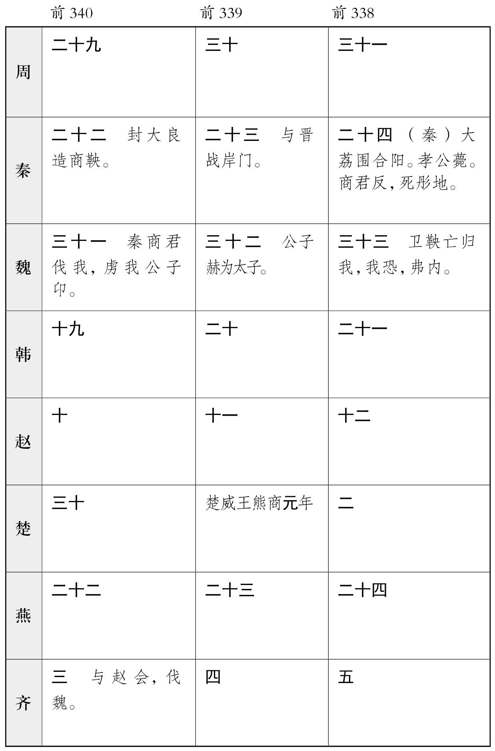 前 340 前 339 前 338
周 二十九 三十 三十一
秦 二十二 封大良 二十三 与晋 二十四 （秦）大
造商鞅。 战岸门。 荔围合阳。孝公薨。
商君反，死彤地。
魏 三十一 秦商君 三十二 公子 三十三 卫鞅亡归
伐我，虏我公子 赫为太子。 我，我恐，弗内。
卬。
韩 十九 二十 二十一
赵 十 十一 十二
楚 三十 楚威王熊商元年 二
燕 二十二 二十三 二十四
齐 三 与赵会，伐 四 五
魏。